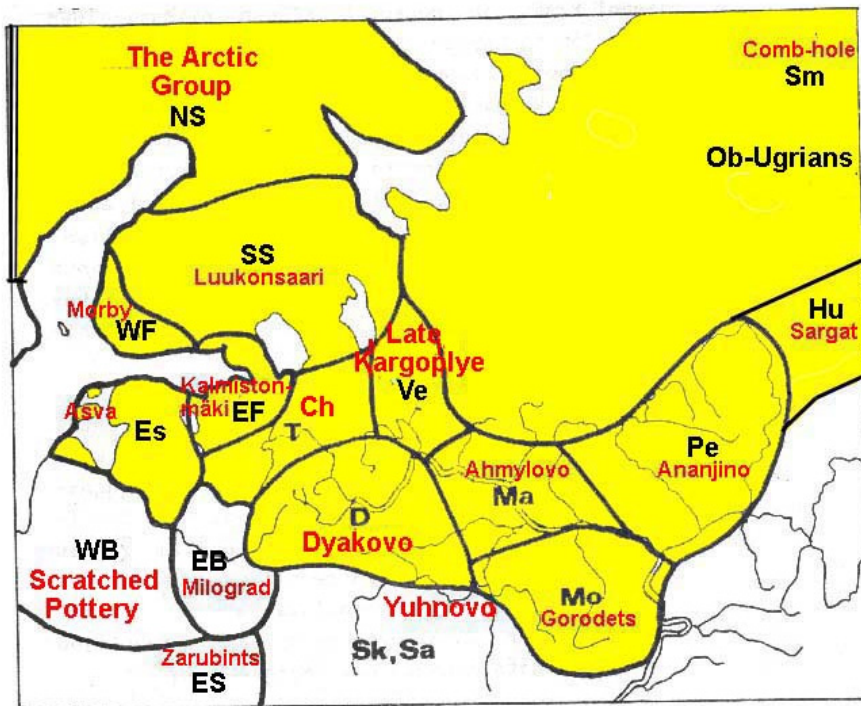 The Arctic
Group
NS
Comb-hole
Sm
Ob-Ugrians
SS
Luukonsaari
Morby
WF
Late
Kargoplye
Ve
Hu
Sargat
Kalmiston-
mäki
EF
Asva
Es
Ch
T
Pe
Ananjino
Ahmylovo
Ma
D
Dyakovo
WB
Scratched
Pottery
EB
Milograd
Yuhnovo
Mo
Gorodets
Sk, Sa
Zarubints
ES